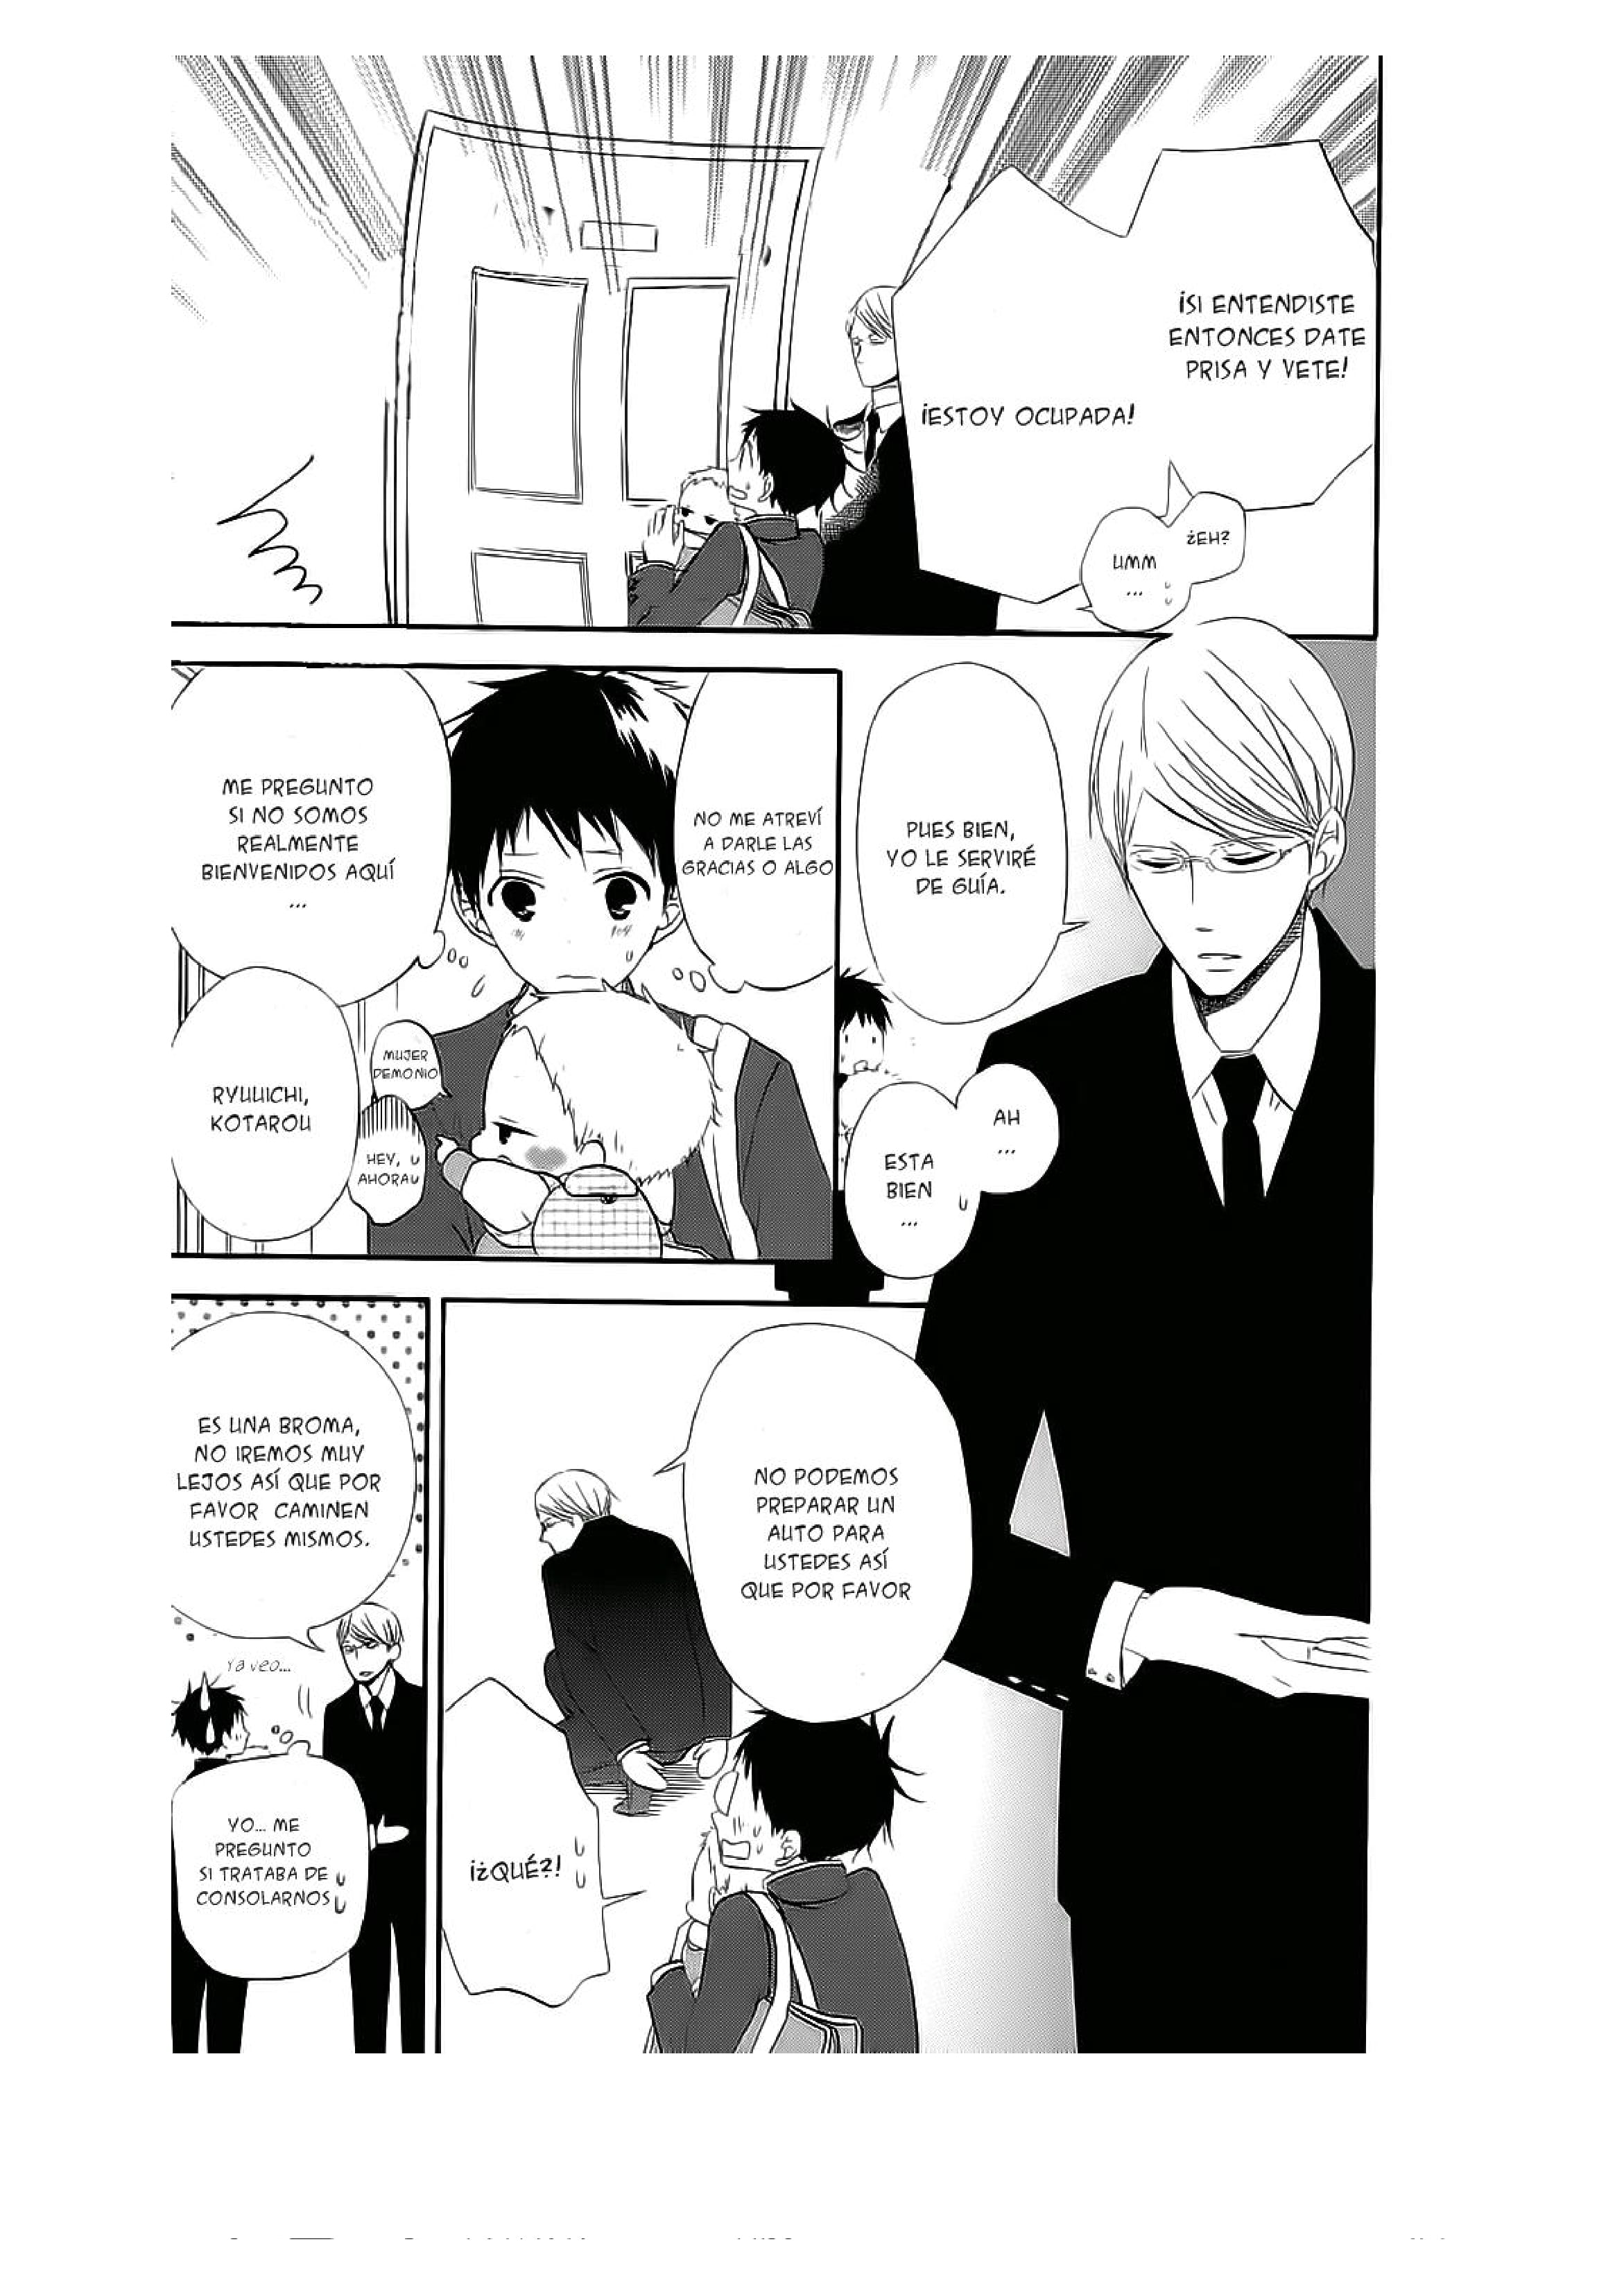 ¡SI ENTENDISTE
ENTONCES DATE
PRISA Y VETE!
¡ESTOY OCUPADA!
¿EH?
UMM
...
PUES BIEN,
YO LE SERVIRÉ
DE GUÍA.
AH
...
ESTA
BIEN
...
NO ME ATREVÍ
A DARLE LAS
GRACIAS O ALGO
ME PREGUNTO
SI NO SOMOS
REALMENTE
BIENVENIDOS AQUÍ
...
MUJER
DEMONIO
HEY,
AHORA
RYUUICHI,
KOTAROU
NO PODEMOS
PREPARAR UN
AUTO PARA
USTEDES ASÍ
QUE POR FAVOR
¡¿QUÉ?!
ES UNA BROMA,
NO IREMOS MUY
LEJOS ASÍ QUE POR
FAVOR CAMINEN
USTEDES MISMOS.
Ya veo...
YO... ME
PREGUNTO
SI TRATABA DE
CONSOLARNOS